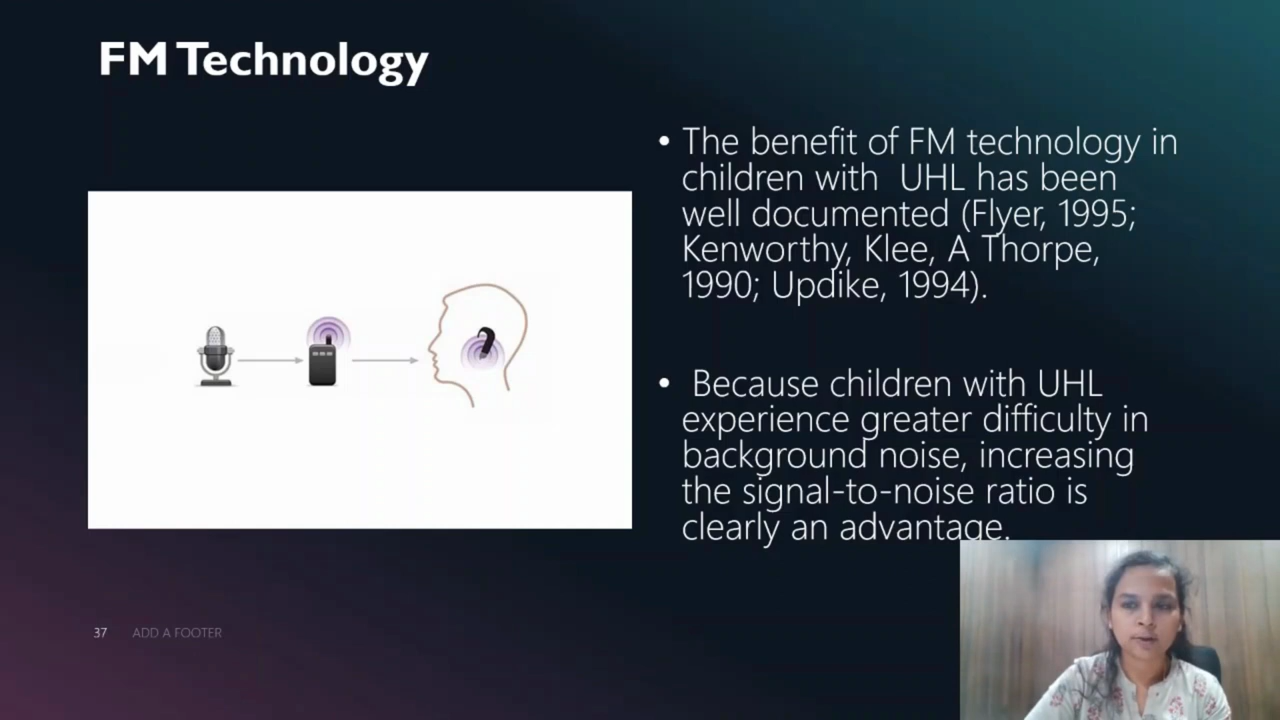 FM Technology
• The benefit of FM technology in
children with UHL has been
well documented (Flyer, 1995;
Kenworthy, Klee, A Thorpe,
1990; Updike, 1994).
• Because children with UHL
experience greater difficulty in
background noise, increasing
the signal-to-noise ratio is
clearly an advantage.
37 ADD A FOOTER